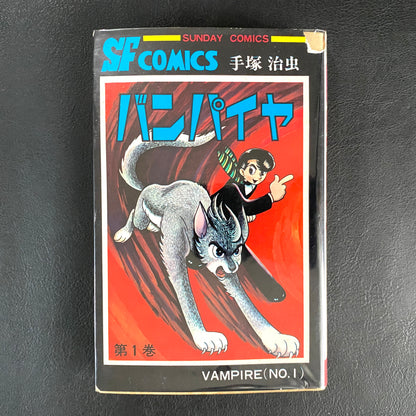 SUNDAY COMICS
SF COMICS 手塚 治虫
バンパイヤ
第1巻
VAMPIRE(NO.1)